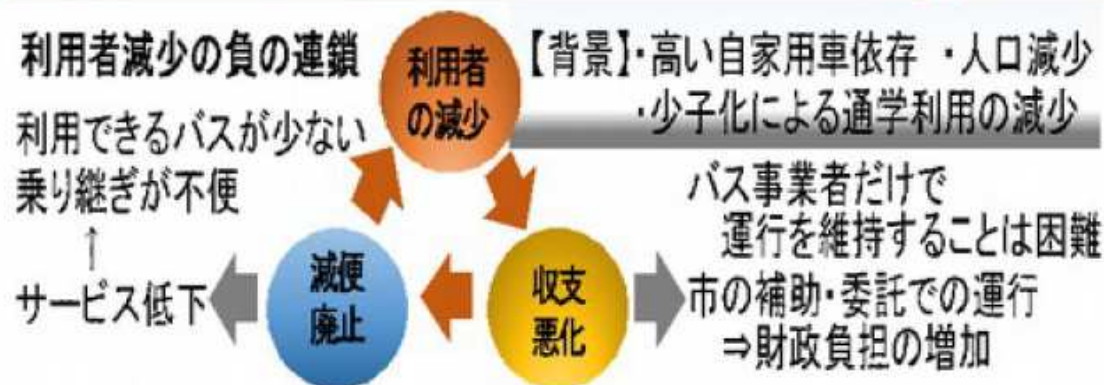 利用者減少の負の連鎖
利用者
の減少
【背景】・高い自家用車依存 ・人口減少
・少子化による通学利用の減少
利用できるバスが少ない
乗り継ぎが不便
↑
サービス低下
減便
廃止
収支
悪化
バス事業者だけで
運行を維持することは困難
市の補助・委託での運行
⇒財政負担の増加